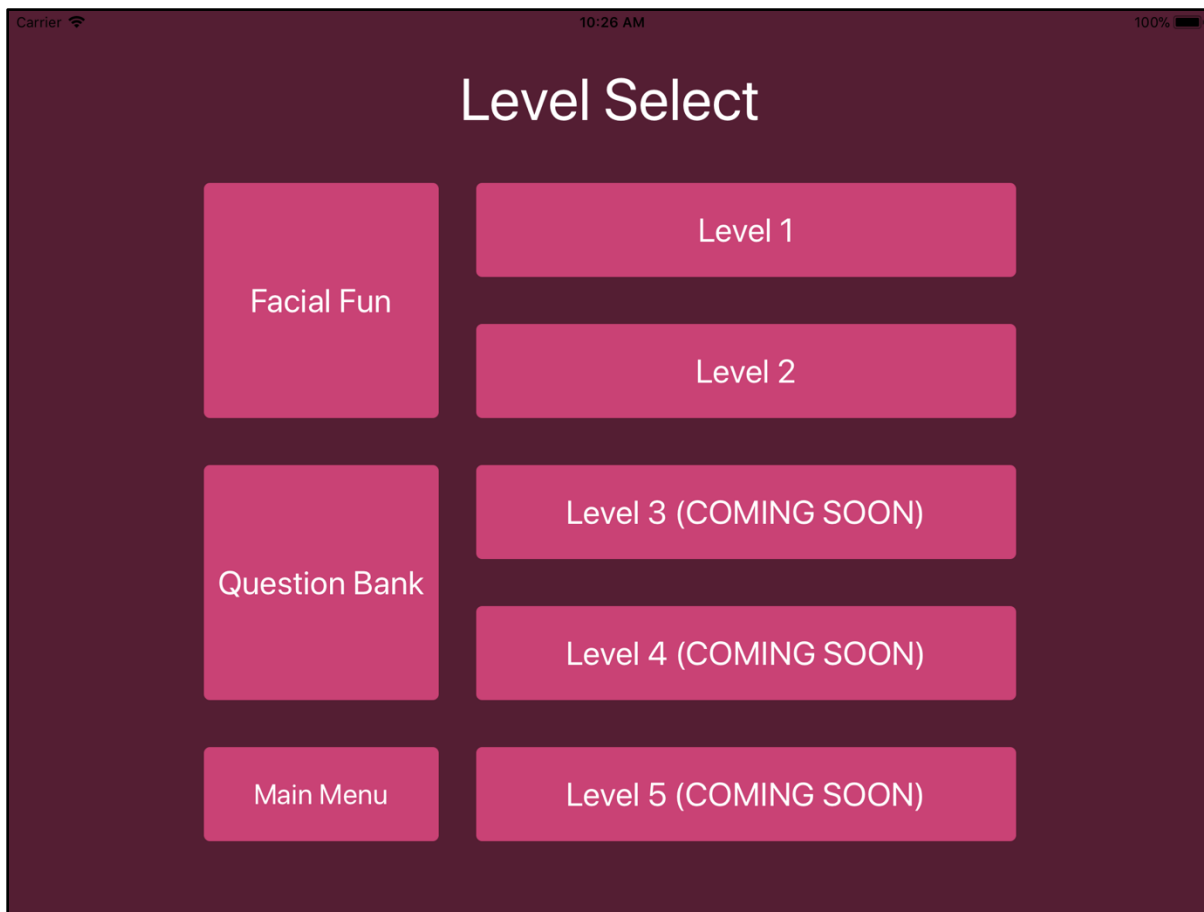 Carrier
10:26 AM
100%
Level Select
Facial Fun
Level 1
Level 2
Question Bank
Level 3 (COMING SOON)
Level 4 (COMING SOON)
Main Menu
Level 5 (COMING SOON)